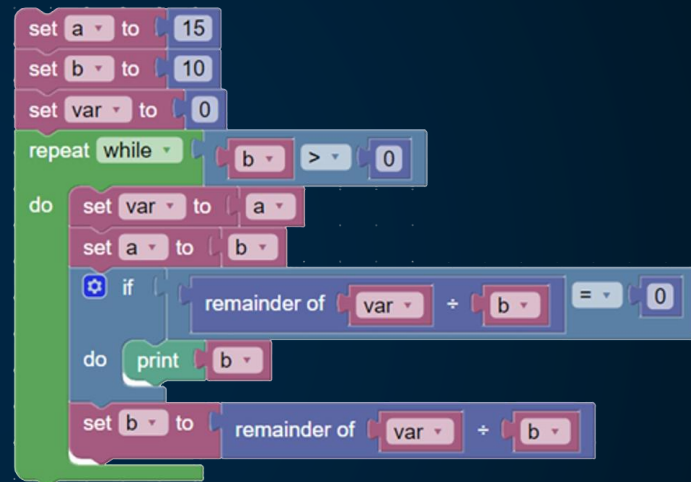 set a to 15
set b to 10
set var to 0
repeat while b > 0
do set var to a
set a to b
if remainder of var ÷ b = 0
do print b
set b to remainder of var ÷ b